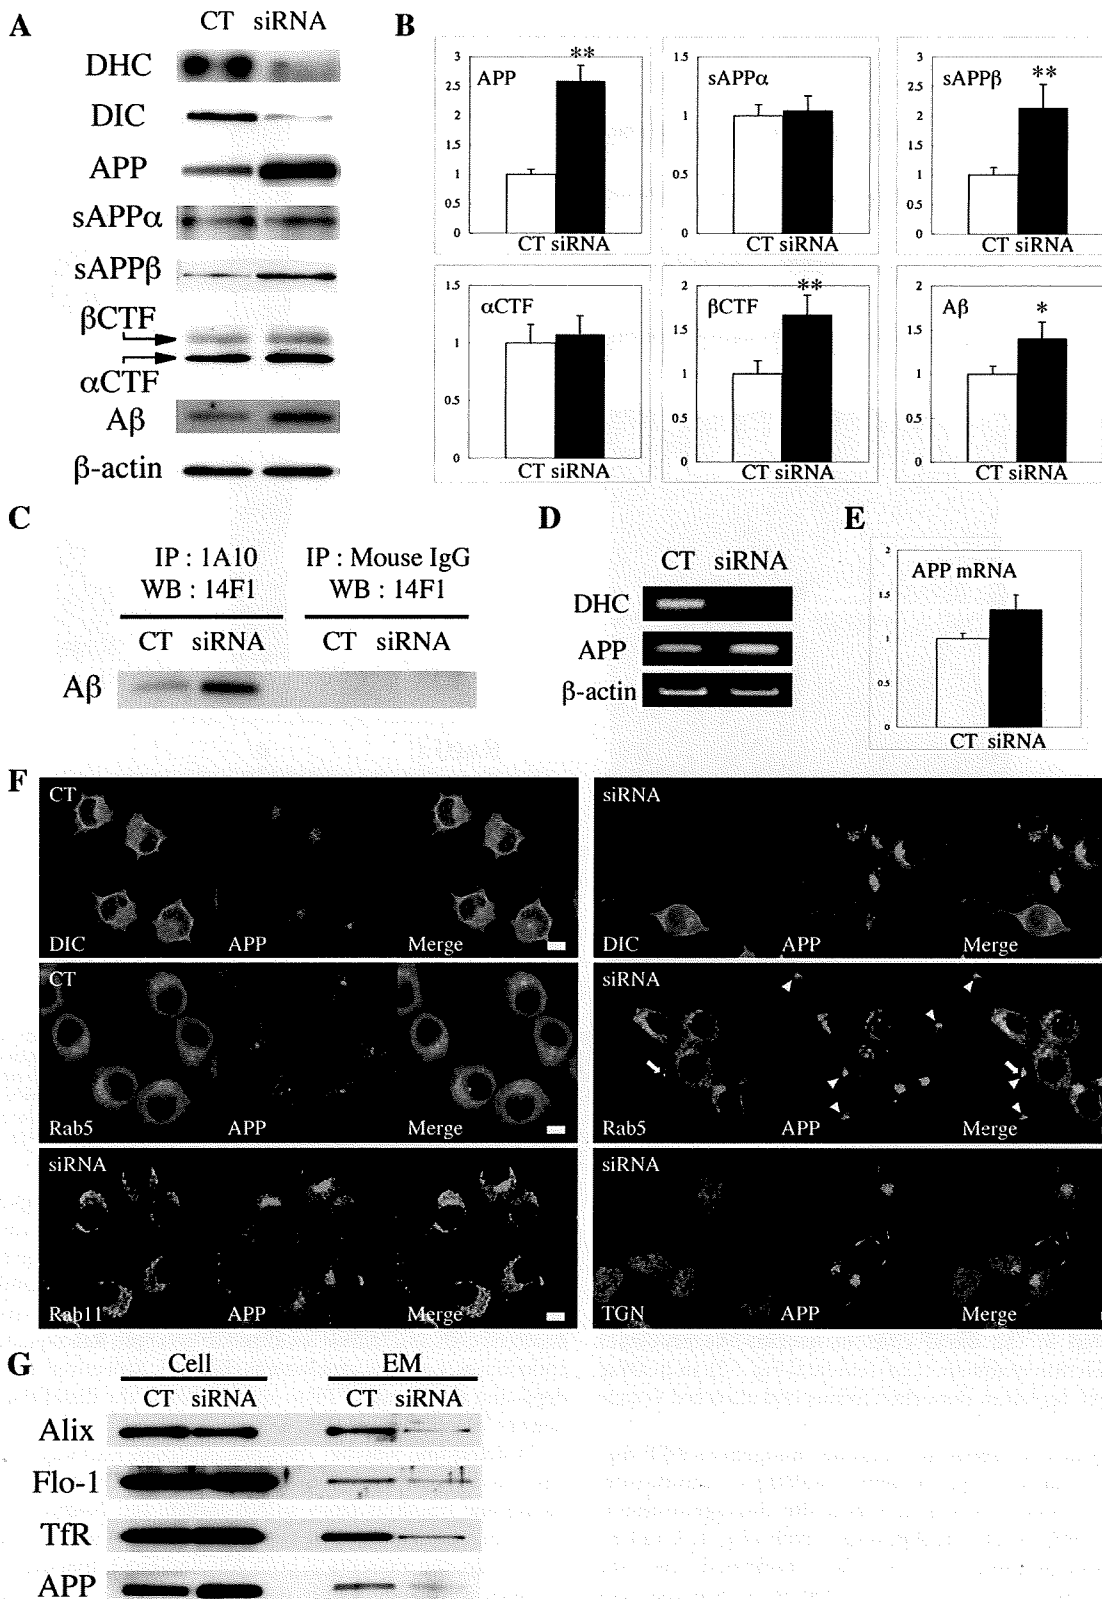 A
CT siRNA
DHC
DIC
APP
sAPPα
sAPPβ
βCTF
αCTF
Aβ
β-actin
B
APP
**
3
2.5
2
1.5
1
0.5
0
CT siRNA
sAPPα
1.5
1
0.5
0
CT siRNA
sAPPβ
**
3
2.5
2
1.5
1
0.5
0
CT siRNA
αCTF
1.5
1
0.5
0
CT siRNA
βCTF
**
2
1.5
1
0.5
0
CT siRNA
Aβ
*
2
1.5
1
0.5
0
CT siRNA
C
IP : 1A10
WB : 14F1
IP : Mouse IgG
WB : 14F1
CT siRNA
CT siRNA
Aβ
D
CT siRNA
DHC
APP
β-actin
E
APP mRNA
2
1.5
1
0.5
0
CT siRNA
F
CT
DIC APP Merge
siRNA
DIC APP Merge
CT
Rab5 APP Merge
siRNA
Rab5 APP Merge
siRNA
Rab11 APP Merge
siRNA
TGN APP Merge
G
Cell EM
CT siRNA CT siRNA
Alix
Flo-1
TfR
APP